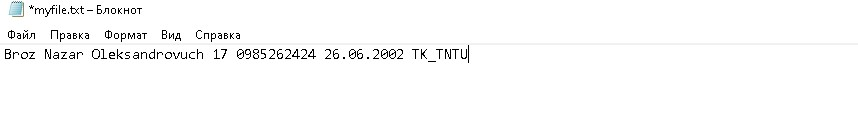 *myfile.txt – Блокнот
Файл Правка Формат Вид Справка
Broz Nazar Oleksandrovuch 17 0985262424 26.06.2002 TK_TNTU